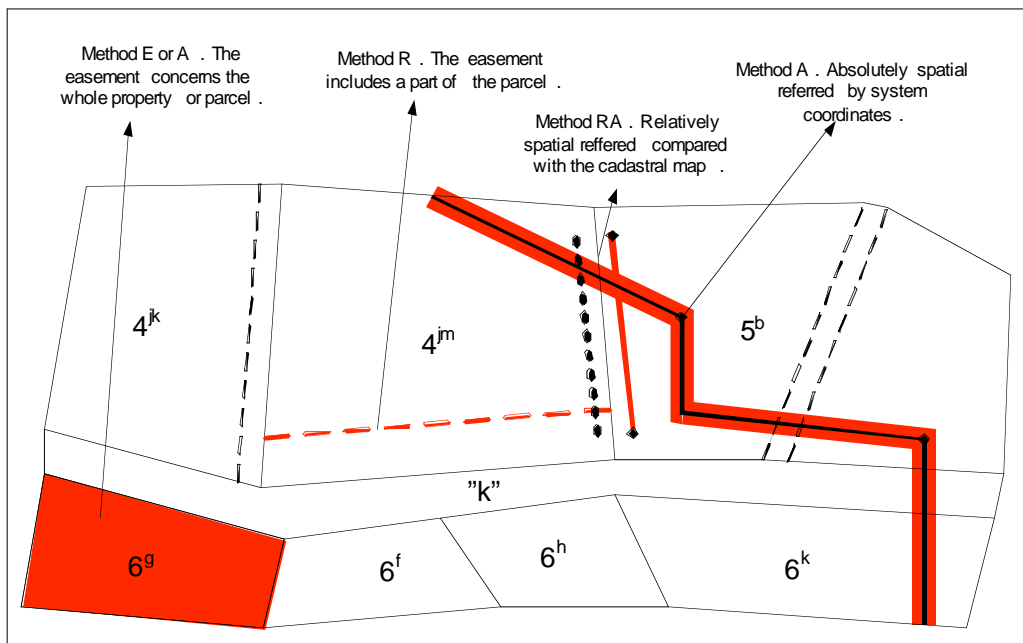 Method E or A . The
easement concerns the
whole property or parcel .
Method R . The easement
includes a part of the parcel .
Method RA . Relatively
spatial reffered compared
with the cadastral map .
Method A . Absolutely spatial
referred by system
coordinates .
4jk
4jm
5b
”k”
6g
6f
6h
6k